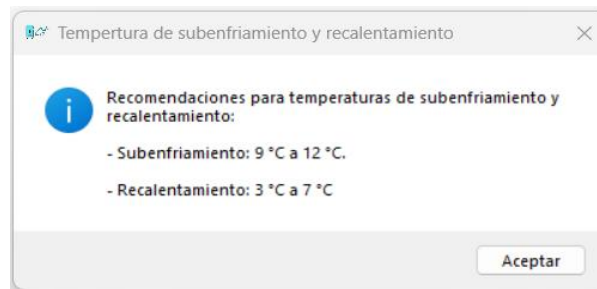 Tempertura de subenfriamiento y recalentamiento
Recomendaciones para temperaturas de subenfriamiento y
recalentamiento:
- Subenfriamiento: 9 °C a 12 °C.
- Recalentamiento: 3 °C a 7 °C
Aceptar